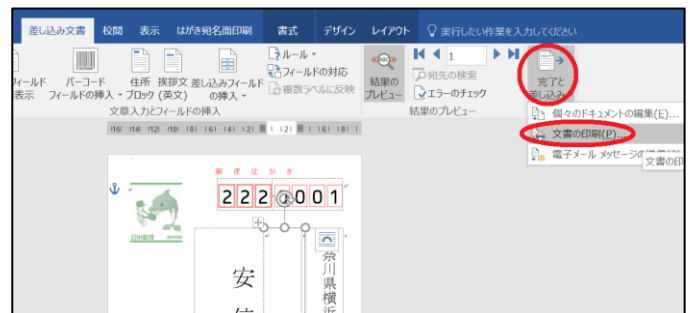 差し込み文書 校閲 表示 はがき宛名面印刷 書式 デザイン レイアウト 実行したい作業を入力してください
ィールド バーコード 住所 挨拶文 差し込みフィールド ルール 結果の 1 完了と
表示 フィールドの挿入 ブロック (英文) の挿入 フィールドの対応 プレビュー 宛先の検索 差し込み
複数ラベルに反映 エラーのチェック
文章入力とフィールドの挿入 結果のプレビュー
個々のドキュメントの編集(E)...
文書の印刷(P)...
電子メール メッセージの
文書の印
郵便はがき
222 0001
奈川県横浜
安